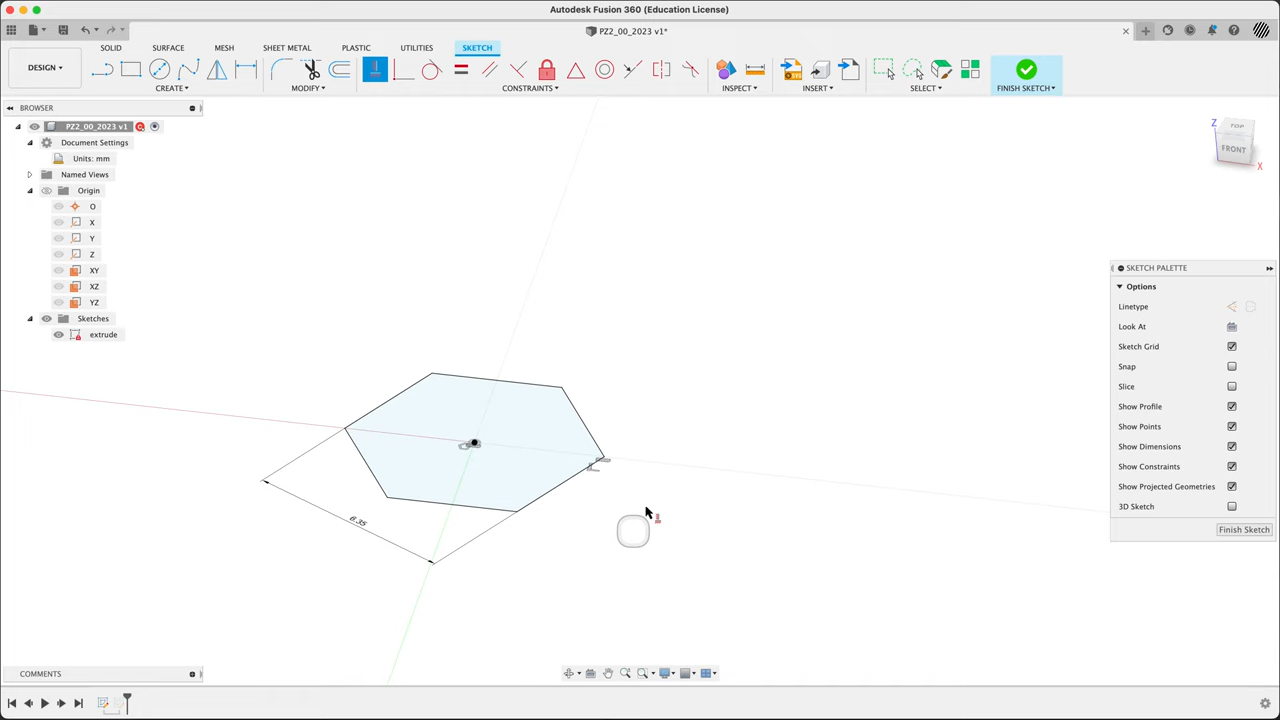 Autodesk Fusion 360 (Education License)
PZ2_00_2023 v1*
DESIGN
SOLID SURFACE MESH SHEET METAL PLASTIC UTILITIES SKETCH
CREATE MODIFY CONSTRAINTS INSPECT INSERT SELECT FINISH SKETCH
BROWSER
PZ2_00_2023 v1
Document Settings
Units: mm
Named Views
Origin
O
X
Y
Z
XY
XZ
YZ
Sketches
extrude
6.35
Z
TOP
FRONT
X
SKETCH PALETTE
Options
Linetype
Look At
Sketch Grid
Snap
Slice
Show Profile
Show Points
Show Dimensions
Show Constraints
Show Projected Geometries
3D Sketch
Finish Sketch
COMMENTS